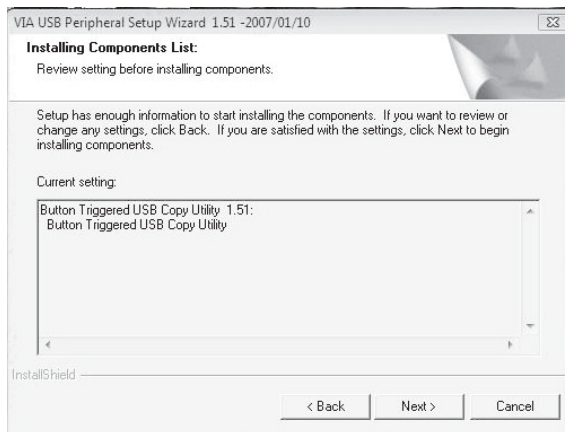 VIA USB Peripheral Setup Wizard 1.51 -2007/01/10
Installing Components List:
Review setting before installing components.
Setup has enough information to start installing the components. If you want to review or
change any settings, click Back. If you are satisfied with the settings, click Next to begin
installing components.
Current setting:
Button Triggered USB Copy Utility 1.51:
Button Triggered USB Copy Utility
InstallShield
< Back
Next >
Cancel